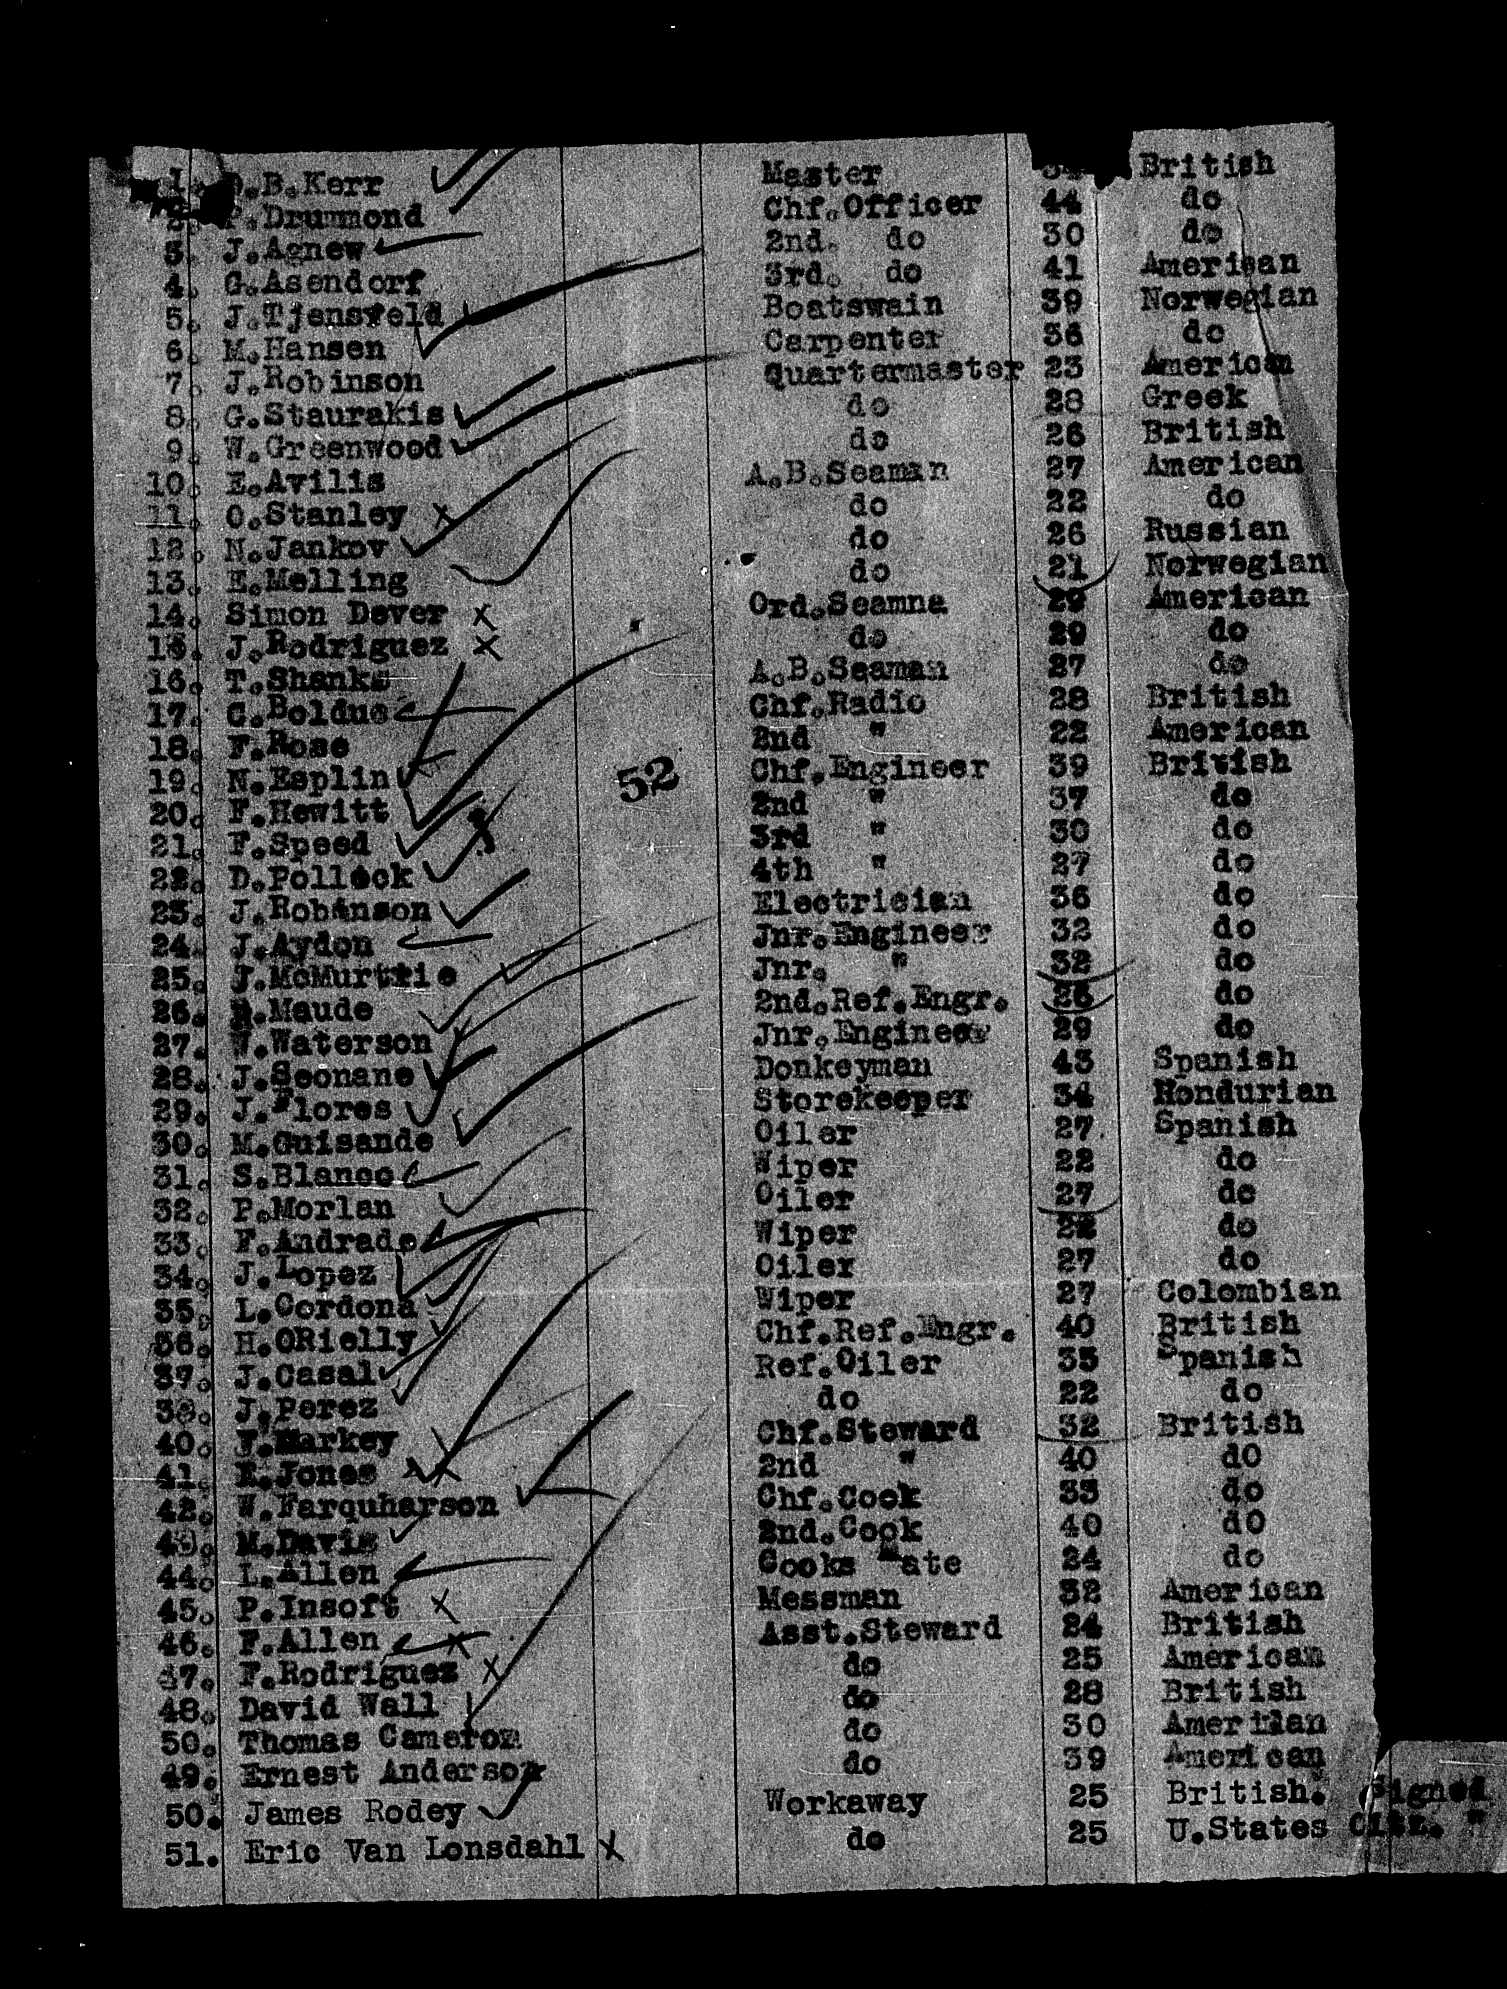 1. B.Kerr Master British
2. P.Drummond Chf.Officer 44 do
3. J.Agnew 2nd. do 30 do
4. G.Asendorf 3rd. do 41 American
5. J.Tjensveld Boatswain 39 Norwegian
6. M.Hansen Carpenter 36 do
7. J.Robinson Quartermaster 23 American
8. G.Staurakis do 28 Greek
9. W.Greenwood do 26 British
10. E.Avilis A.B.Seaman 27 American
11. O.Stanley X do 22 do
12. N.Jankov do 26 Russian
13. E.Melling do 21 Norwegian
14. Simon Dever X Ord.Seamna 29 American
15. J.Rodriguez X do 29 do
16. T.Shanks A.B.Seaman 27 do
17. C.Bolduc Chf.Radio 28 British
18. F.Rose 2nd " 22 American
19. N.Esplin Chf.Engineer 39 British
20. F.Hewitt 52 2nd " 37 do
21. F.Speed 3rd " 30 do
22. D.Pollock 4th " 27 do
23. J.Robinson Electrician 36 do
24. J.Aydon Jnr.Engineer 32 do
25. J.McMurtrie Jnr. " 32 do
26. Maude 2nd.Ref.Engr. 26 do
27. W.Waterson Jnr.Engineer 29 do
28. J.Seonane Donkeyman 43 Spanish
29. J.Flores Storekeeper 34 Hondurian
30. M.Guisande Oiler 27 Spanish
31. S.Blanco Wiper 22 do
32. P.Morlan Oiler 27 do
33. F.Andrade Wiper 22 do
34. J.Lopez Oiler 27 do
35. L.Cordona Wiper 27 Colombian
36. H.ORielly Chf.Ref.Engr. 40 British
37. J.Casal Ref.Oiler 35 Spanish
38. J.Perez do 22 do
40. Markey X Chf.Steward 32 British
41. E.Jones X 2nd " 40 do
42. W.Farquharson Chf.Cook 33 do
43. M.Davis 2nd.Cook 40 do
44. L.Allen Cooks Mate 24 do
45. P.Insoft X Messman 32 American
46. F.Allen X Asst.Steward 24 British
47. F.Rodriguez X do 25 American
48. David Wall do 28 British
50. Thomas Cameron do 30 American
49. Ernest Anderson do 39 American
50. James Rodey Workaway 25 British. Signed
51. Eric Van Lonsdahl X do 25 U.States Citz. "